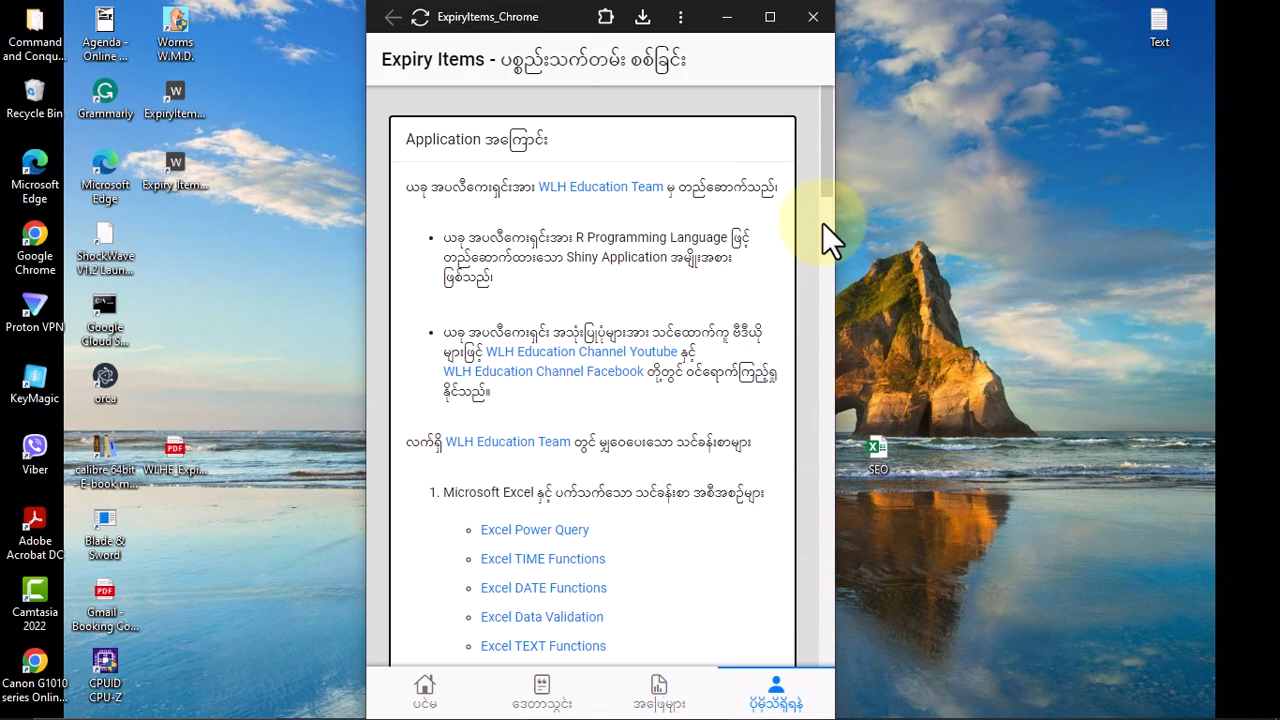 Command
and Conqu...
Agenda -
Online ...
Worms
W.M.D.
Recycle Bin
Grammarly
ExpiryItem...
Microsoft
Edge
Microsoft
Edge
Expiry_Item...
Google
Chrome
ShockWave
V1.2 Laun...
Proton VPN
Google
Cloud S...
KeyMagic
orca
Viber
calibre 64bit
- E-book m...
WLHE_Expi...
Adobe
Acrobat DC
Blade &
Sword
Camtasia
2022
Gmail -
Booking Co...
Canon G1010
series Onlin...
CPUID
CPU-Z
ExpiryItems_Chrome
Expiry Items - ပစ္စည်းသက်တမ်း စစ်ခြင်း
Application အကြောင်း
ယခု အပလီကေးရှင်းအား WLH Education Team မှ တည်ဆောက်သည်၊
• ယခု အပလီကေးရှင်းအား R Programming Language ဖြင့်
တည်ဆောက်ထားသော Shiny Application အမျိုးအစား
ဖြစ်သည်၊
• ယခု အပလီကေးရှင်း အသုံးပြုပုံများအား သင်ထောက်ကူ ဗီဒီယို
များဖြင့် WLH Education Channel Youtube နှင့်
WLH Education Channel Facebook တို့တွင် ဝင်ရောက်ကြည့်ရှု
နိုင်သည်။
လက်ရှိ WLH Education Team တွင် မျှဝေပေးသော သင်ခန်းစာများ
1. Microsoft Excel နှင့် ပက်သက်သော သင်ခန်းစာ အစီအစဉ်များ
Excel Power Query
Excel TIME Functions
Excel DATE Functions
Excel Data Validation
Excel TEXT Functions
ပင်မ
ဒေတာသွင်း
အဖြေများ
ပိုမိုသိရှိရန်
Text
SEO